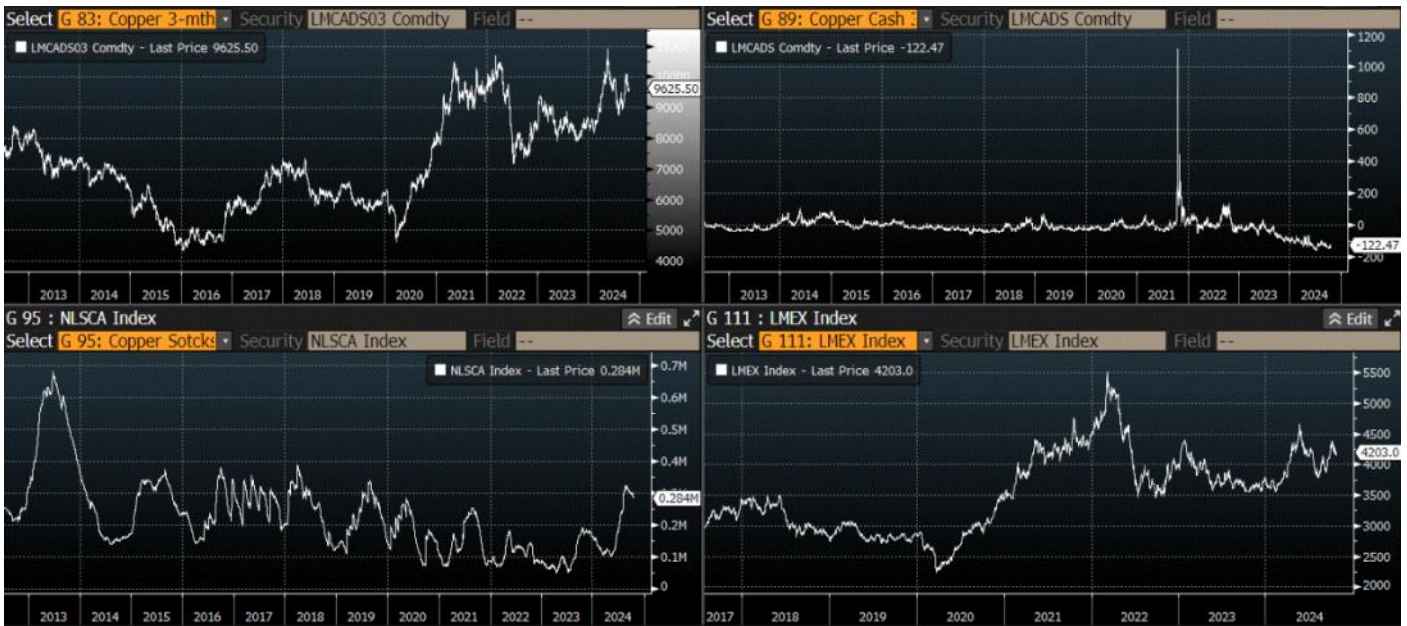 Select G 83: Copper 3-mth Security LMCADS03 Comdty Field --
LMCADS03 Comdty - Last Price 9625.50
10000
9625.50
9000
8000
7000
6000
5000
4000
2013 2014 2015 2016 2017 2018 2019 2020 2021 2022 2023 2024
Select G 89: Copper Cash Security LMCADS Comdty Field --
LMCADS Comdty - Last Price -122.47
1200
1000
800
600
400
200
0
-122.47
-200
2013 2014 2015 2016 2017 2018 2019 2020 2021 2022 2023 2024
G 95 : NLSCA Index Edit
Select G 95: Copper Sotcks Security NLSCA Index Field --
NLSCA Index - Last Price 0.284M
0.7M
0.6M
0.5M
0.4M
0.284M
0.2M
0.1M
0
2013 2014 2015 2016 2017 2018 2019 2020 2021 2022 2023 2024
G 111 : LMEX Index Edit
Select G 111: LMEX Index Security LMEX Index Field --
LMEX Index - Last Price 4203.0
5500
5000
4500
4203.0
4000
3500
3000
2500
2000
2017 2018 2019 2020 2021 2022 2023 2024